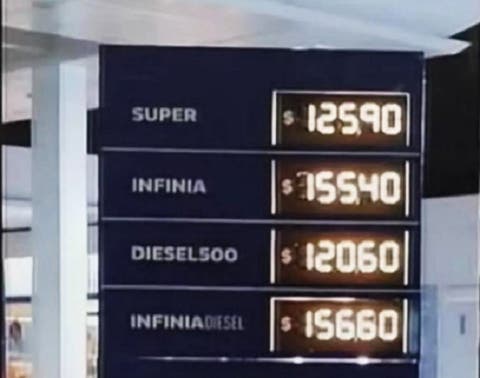 SUPER $ 125,90
INFINIA $ 155,40
DIESEL500 $ 120,60
INFINIADIESEL $ 156,60